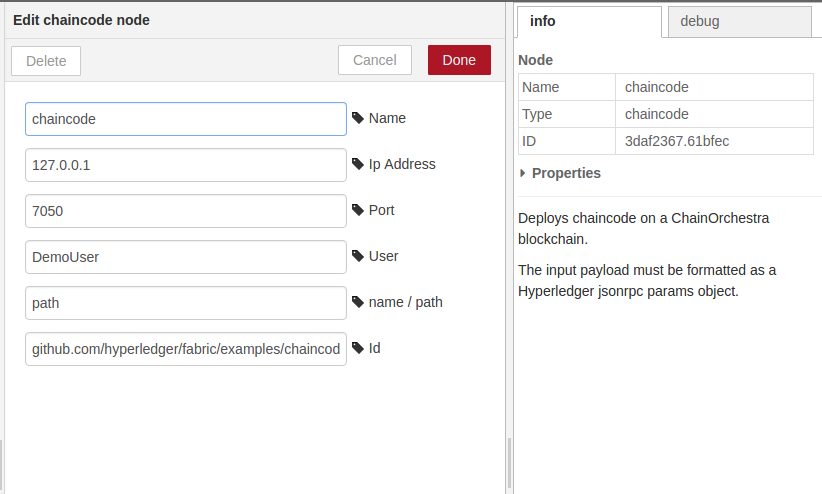 Edit chaincode node
Delete
Cancel
Done
chaincode
Name
127.0.0.1
Ip Address
7050
Port
DemoUser
User
path
name / path
github.com/hyperledger/fabric/examples/chaincod
Id
info
debug
Node
Name
chaincode
Type
chaincode
ID
3daf2367.61bfec
Properties
Deploys chaincode on a ChainOrchestra
blockchain.
The input payload must be formatted as a
Hyperledger jsonrpc params object.